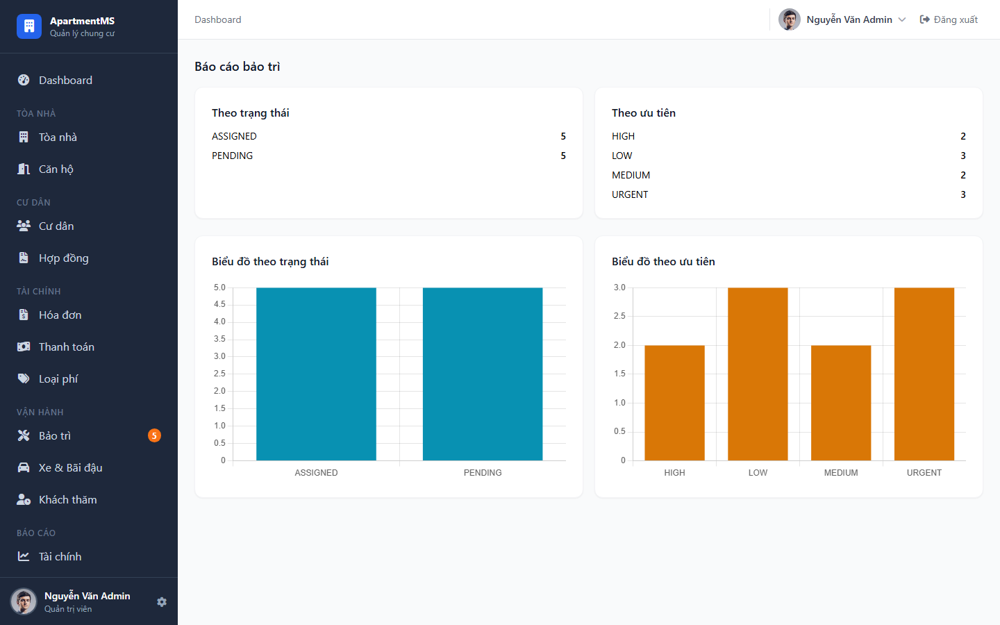 ApartmentMS
Quản lý chung cư
Dashboard
TÒA NHÀ
Tòa nhà
Căn hộ
CƯ DÂN
Cư dân
Hợp đồng
TÀI CHÍNH
Hóa đơn
Thanh toán
Loại phí
VẬN HÀNH
Bảo trì 5
Xe & Bãi đậu
Khách thăm
BÁO CÁO
Tài chính
Nguyễn Văn Admin
Quản trị viên
Dashboard
Nguyễn Văn Admin
Đăng xuất
Báo cáo bảo trì
Theo trạng thái
ASSIGNED 5
PENDING 5
Theo ưu tiên
HIGH 2
LOW 3
MEDIUM 2
URGENT 3
Biểu đồ theo trạng thái
5.0
4.5
4.0
3.5
3.0
2.5
2.0
1.5
1.0
0.5
0
ASSIGNED PENDING
Biểu đồ theo ưu tiên
3.0
2.5
2.0
1.5
1.0
0.5
0
HIGH LOW MEDIUM URGENT